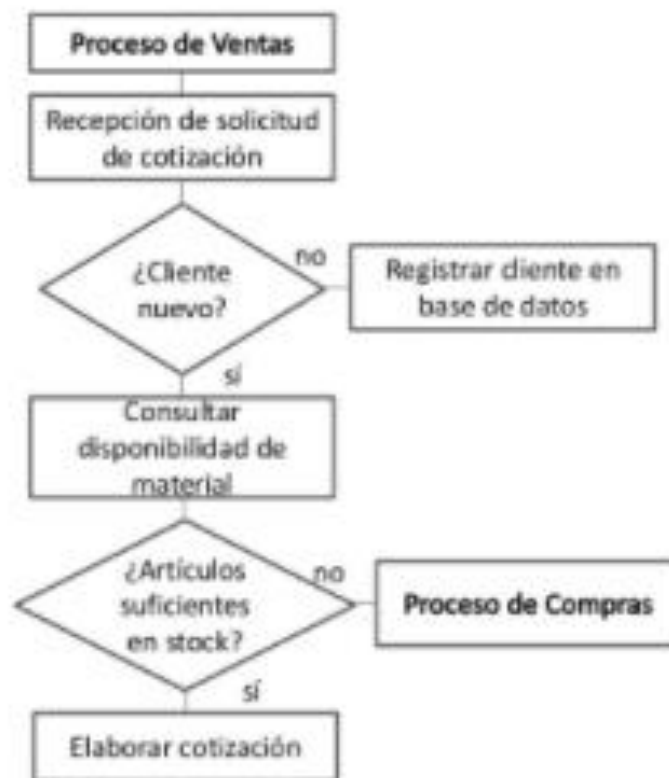 Proceso de Ventas
Recepción de solicitud
de cotización
¿Cliente
nuevo?
no
Registrar cliente en
base de datos
sí
Consultar
disponibilidad de
material
¿Artículos
suficientes
en stock?
no
Proceso de Compras
sí
Elaborar cotización